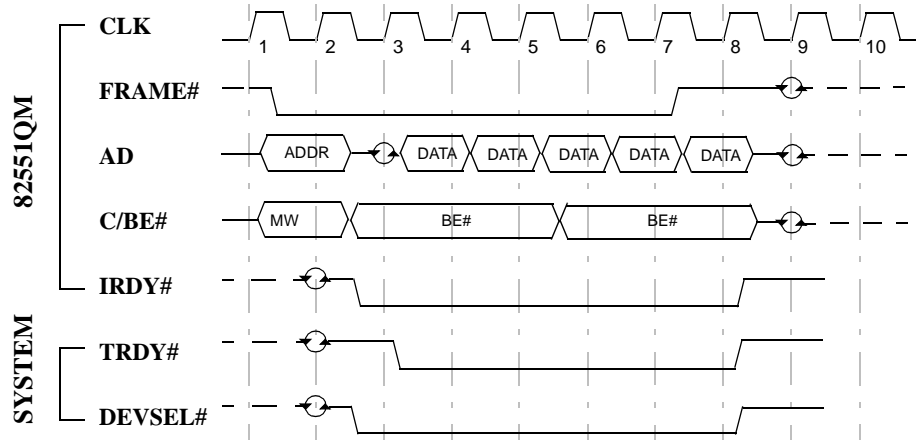 82551QM
CLK
1 2 3 4 5 6 7 8 9 10
FRAME#
AD
ADDR DATA DATA DATA DATA DATA
C/BE#
MW BE# BE#
IRDY#
SYSTEM
TRDY#
DEVSEL#